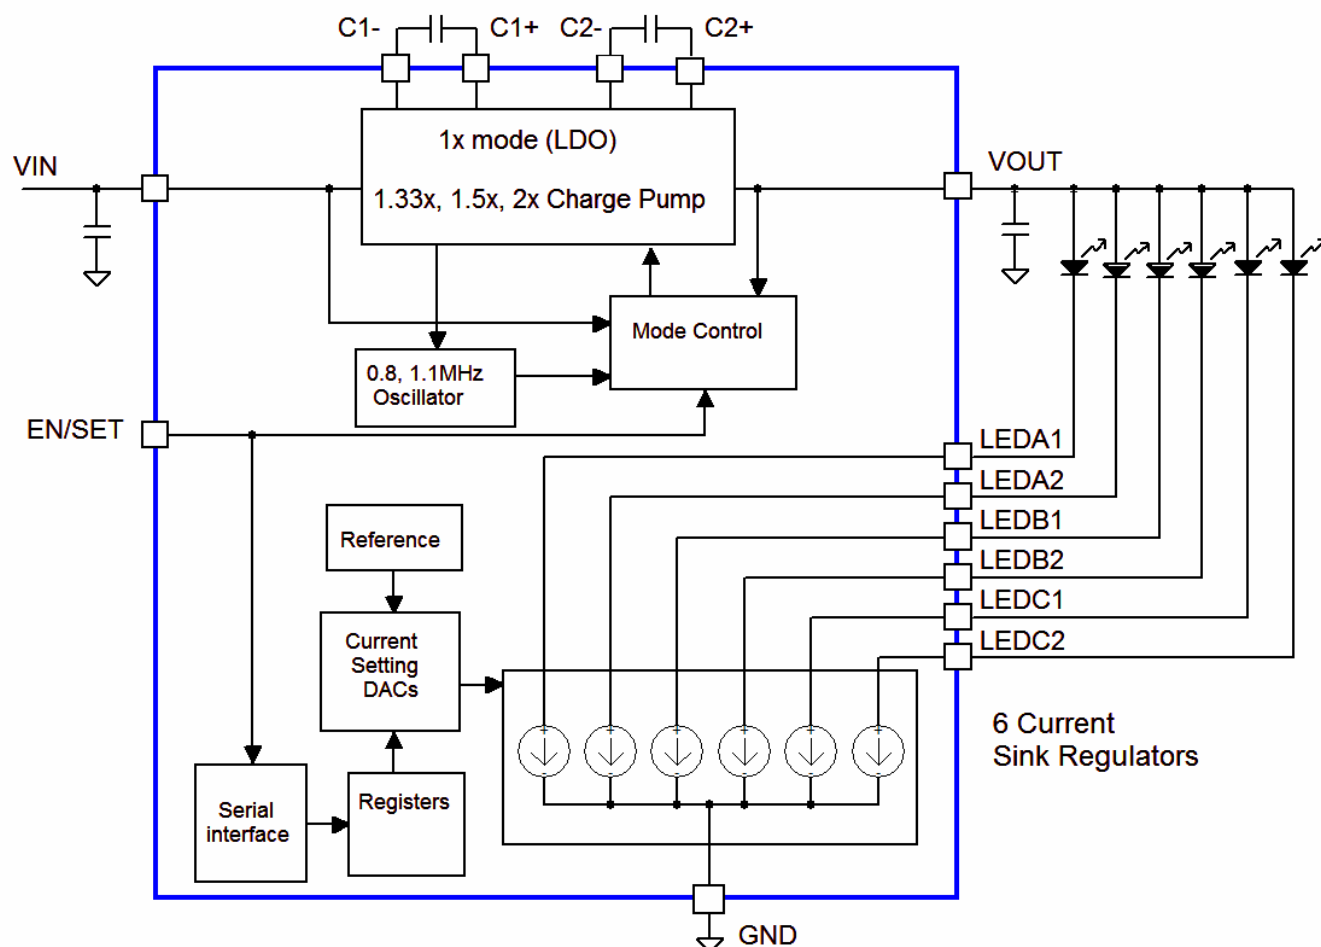 C1-
C1+
C2-
C2+
1x mode (LDO)
1.33x, 1.5x, 2x Charge Pump
VIN
VOUT
Mode Control
0.8, 1.1MHz
Oscillator
EN/SET
LEDA1
LEDA2
LEDB1
LEDB2
LEDC1
LEDC2
Reference
Current
Setting
DACs
6 Current
Sink Regulators
Serial
interface
Registers
GND